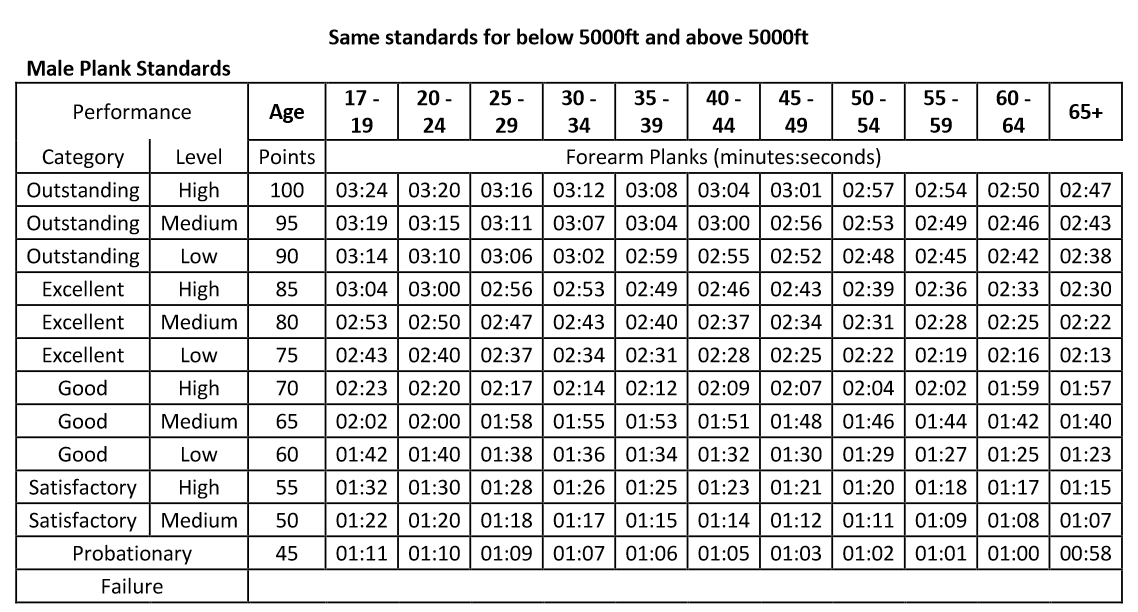 Same standards for below 5000ft and above 5000ft
Male Plank Standards
Performance Age 17 - 19 20 - 24 25 - 29 30 - 34 35 - 39 40 - 44 45 - 49 50 - 54 55 - 59 60 - 64 65+
Category Level Points Forearm Planks (minutes:seconds)
Outstanding High 100 03:24 03:20 03:16 03:12 03:08 03:04 03:01 02:57 02:54 02:50 02:47
Outstanding Medium 95 03:19 03:15 03:11 03:07 03:04 03:00 02:56 02:53 02:49 02:46 02:43
Outstanding Low 90 03:14 03:10 03:06 03:02 02:59 02:55 02:52 02:48 02:45 02:42 02:38
Excellent High 85 03:04 03:00 02:56 02:53 02:49 02:46 02:43 02:39 02:36 02:33 02:30
Excellent Medium 80 02:53 02:50 02:47 02:43 02:40 02:37 02:34 02:31 02:28 02:25 02:22
Excellent Low 75 02:43 02:40 02:37 02:34 02:31 02:28 02:25 02:22 02:19 02:16 02:13
Good High 70 02:23 02:20 02:17 02:14 02:12 02:09 02:07 02:04 02:02 01:59 01:57
Good Medium 65 02:02 02:00 01:58 01:55 01:53 01:51 01:48 01:46 01:44 01:42 01:40
Good Low 60 01:42 01:40 01:38 01:36 01:34 01:32 01:30 01:29 01:27 01:25 01:23
Satisfactory High 55 01:32 01:30 01:28 01:26 01:25 01:23 01:21 01:20 01:18 01:17 01:15
Satisfactory Medium 50 01:22 01:20 01:18 01:17 01:15 01:14 01:12 01:11 01:09 01:08 01:07
Probationary 45 01:11 01:10 01:09 01:07 01:06 01:05 01:03 01:02 01:01 01:00 00:58
Failure